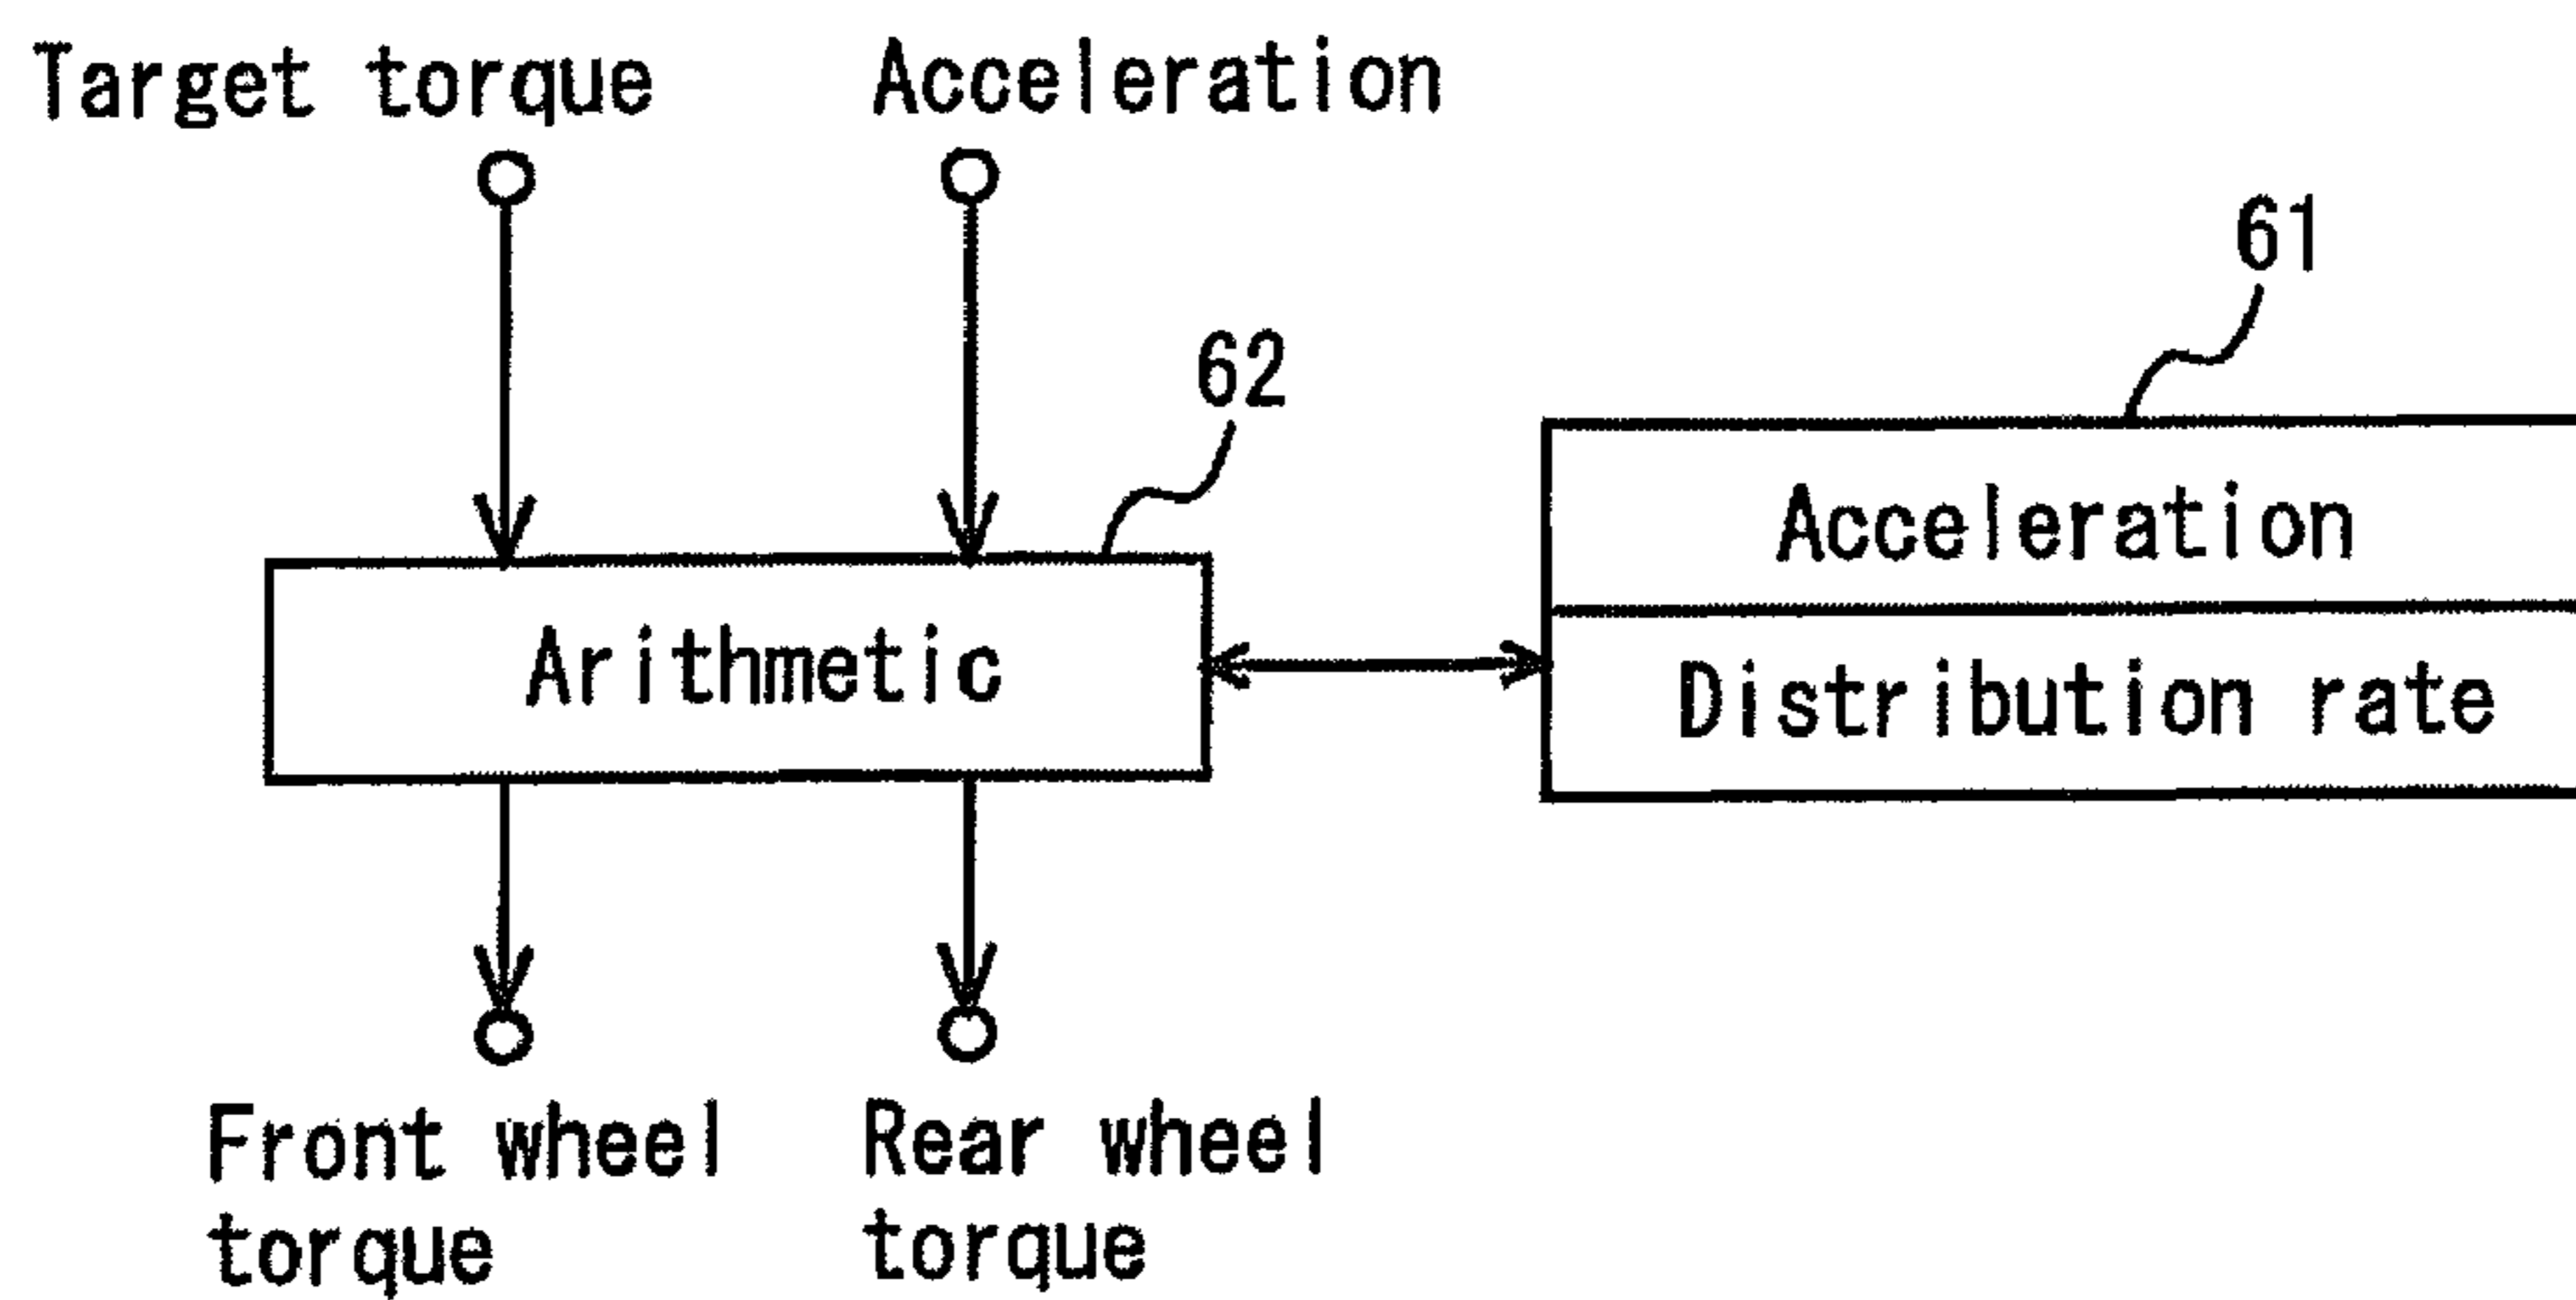 Target torque
Acceleration
61
62
Acceleration
Arithmetic
Distribution rate
Front wheel
torque
Rear wheel
torque